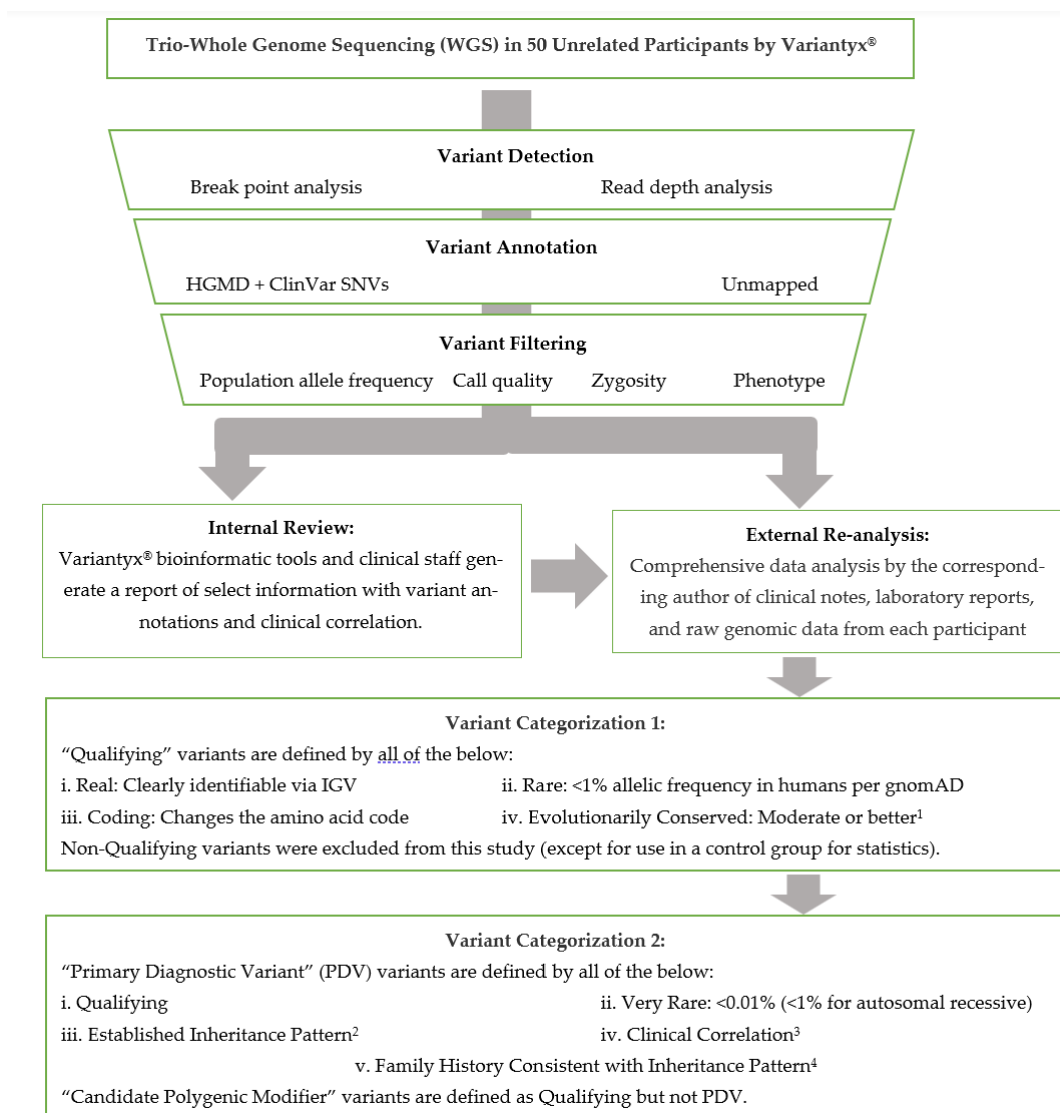 Trio-Whole Genome Sequencing (WGS) in 50 Unrelated Participants by Variantyx®
Variant Detection
Break point analysis Read depth analysis
Variant Annotation
HGMD + ClinVar SNVs Unmapped
Variant Filtering
Population allele frequency Call quality Zygosity Phenotype
Internal Review:
Variantyx® bioinformatic tools and clinical staff gen-
erate a report of select information with variant an-
notations and clinical correlation.
External Re-analysis:
Comprehensive data analysis by the correspond-
ing author of clinical notes, laboratory reports,
and raw genomic data from each participant
Variant Categorization 1:
“Qualifying” variants are defined by all of the below:
i. Real: Clearly identifiable via IGV ii. Rare: <1% allelic frequency in humans per gnomAD
iii. Coding: Changes the amino acid code iv. Evolutionarily Conserved: Moderate or better¹
Non-Qualifying variants were excluded from this study (except for use in a control group for statistics).
Variant Categorization 2:
“Primary Diagnostic Variant” (PDV) variants are defined by all of the below:
i. Qualifying ii. Very Rare: <0.01% (<1% for autosomal recessive)
iii. Established Inheritance Pattern² iv. Clinical Correlation³
v. Family History Consistent with Inheritance Pattern⁴
“Candidate Polygenic Modifier” variants are defined as Qualifying but not PDV.